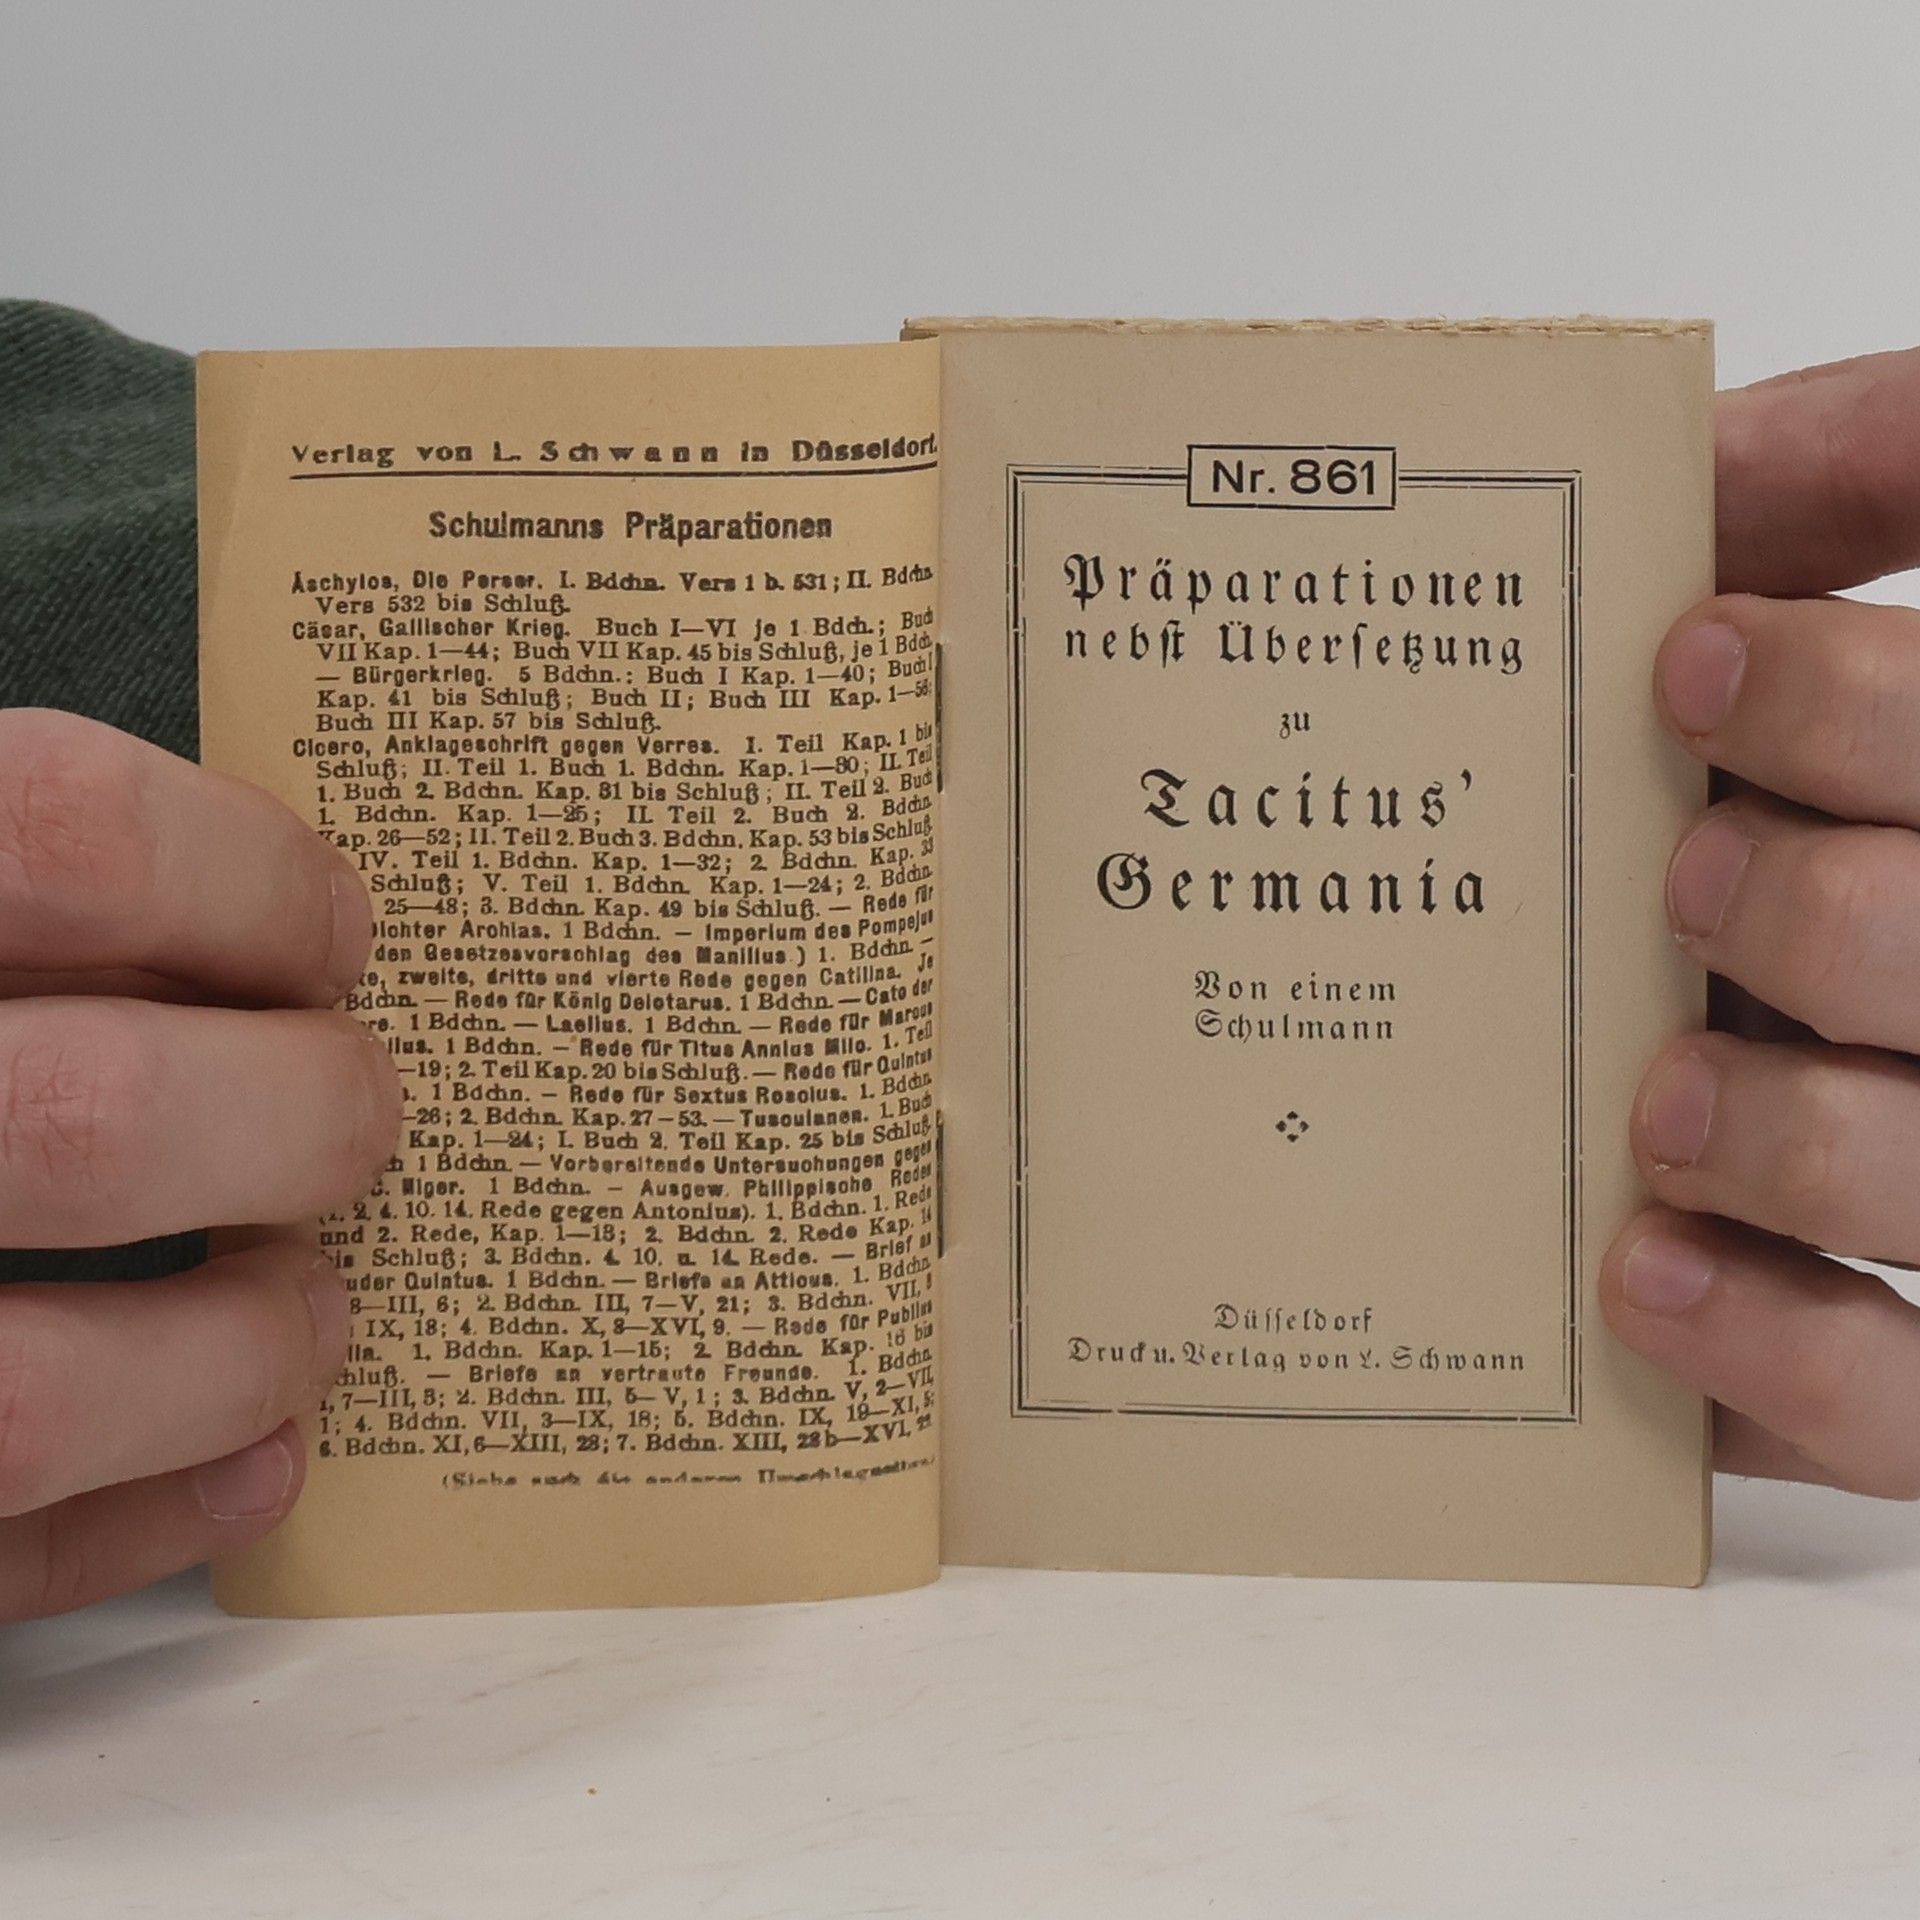 Verlag von L. Schwann in Düsseldorf.
Schulmanns Präparationen
Äschylos, Die Perser. I. Bdchn. Vers 1 b. 531; II. Bdchn.
Vers 532 bis Schluß.
Cäsar, Gallischer Krieg. Buch I—VI je 1 Bdch.; Buch
VII Kap. 1—44; Buch VII Kap. 45 bis Schluß, je 1 Bdch.
— Bürgerkrieg. 5 Bdchn.: Buch I Kap. 1—40; Buch I
Kap. 41 bis Schluß; Buch II; Buch III Kap. 1—56;
Buch III Kap. 57 bis Schluß.
Cicero, Anklageschrift gegen Verres. I. Teil Kap. 1 bis
Schluß; II. Teil 1. Buch 1. Bdchn. Kap. 1—80; II. Teil
1. Buch 2. Bdchn. Kap. 81 bis Schluß; II. Teil 2. Buch
1. Bdchn. Kap. 1—25; II. Teil 2. Buch 2. Bdchn.
Kap. 26—52; II. Teil 2. Buch 3. Bdchn. Kap. 53 bis Schluß.
IV. Teil 1. Bdchn. Kap. 1—32; 2. Bdchn. Kap. 33
Schluß; V. Teil 1. Bdchn. Kap. 1—24; 2. Bdchn.
25—48; 3. Bdchn. Kap. 49 bis Schluß. — Rede für
Dichter Archias. 1 Bdchn. — Imperium des Pompejus
den Gesetzesvorschlag des Manilius.) 1. Bdchn. —
te, zweite, dritte und vierte Rede gegen Catilina. Je
Bdchn. — Rede für König Deiotarus. 1 Bdchn. — Cato der
1 Bdchn. — Laelius. 1 Bdchn. — Rede für Marcus
1 Bdchn. — Rede für Titus Annius Milo. 1. Teil
—19; 2. Teil Kap. 20 bis Schluß. — Rede für Quintus
1 Bdchn. — Rede für Sextus Roscius. 1. Bdchn.
—26; 2. Bdchn. Kap. 27—53. — Tusculanen. 1. Buch
Kap. 1—24; I. Buch 2. Teil Kap. 25 bis Schluß.
1 Bdchn. — Vorbereitende Untersuchungen gegen
Niger. 1 Bdchn. — Ausgew. Philippische Reden
(1. 2. 4. 10. 14. Rede gegen Antonius). 1. Bdchn. 1. Rede
und 2. Rede, Kap. 1—13; 2. Bdchn. 2. Rede Kap. 14
bis Schluß; 3. Bdchn. 4. 10. u. 14. Rede. — Brief an
uder Quintus. 1 Bdchn. — Briefe an Atticus. 1. Bdchn.
8—III, 6; 2. Bdchn. III, 7—V, 21; 3. Bdchn. VII,
IX, 18; 4. Bdchn. X, 8—XVI, 9. — Rede für Publius
lla. 1. Bdchn. Kap. 1—15; 2. Bdchn. Kap. 16 bis
chluß. — Briefe an vertraute Freunde. 1. Bdchn.
I, 7—III, 3; 2. Bdchn. III, 5—V, 1; 3. Bdchn. V, 2—VII,
1; 4. Bdchn. VII, 3—IX, 18; 5. Bdchn. IX, 19—XI, 5;
6. Bdchn. XI, 6—XIII, 28; 7. Bdchn. XIII, 28b—XVI,
(Siehe auch die anderen Umschlagseiten)
Nr. 861
Präparationen
nebst Übersetzung
zu
Tacitus'
Germania
Von einem
Schulmann
Düsseldorf
Druck u. Verlag von L. Schwann